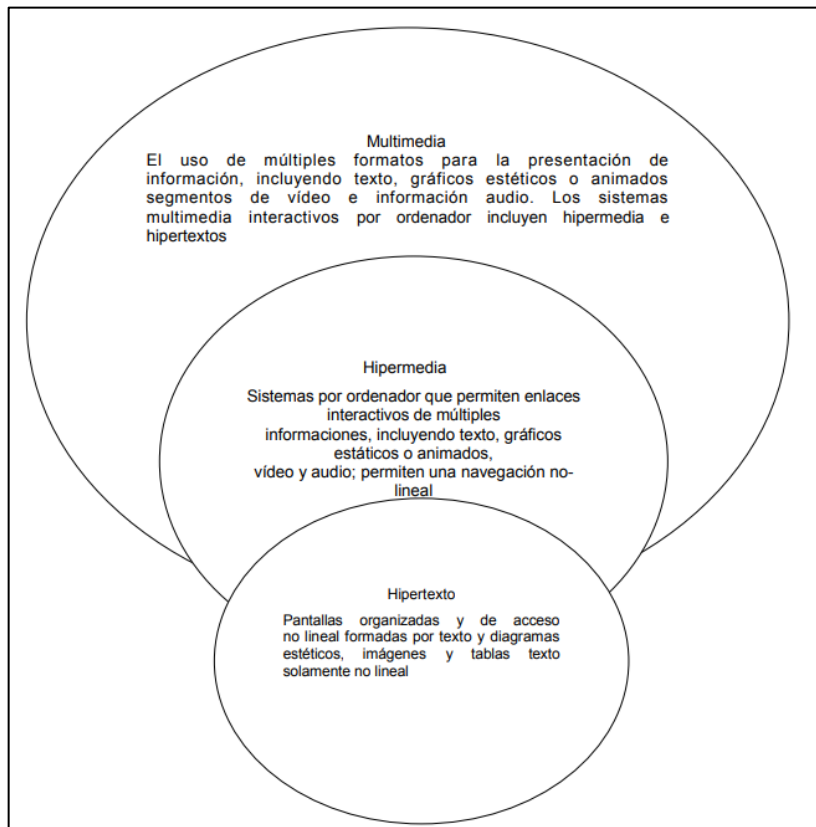 Multimedia
El uso de múltiples formatos para la presentación de
información, incluyendo texto, gráficos estéticos o animados
segmentos de vídeo e información audio. Los sistemas
multimedia interactivos por ordenador incluyen hipermedia e
hipertextos
Hipermedia
Sistemas por ordenador que permiten enlaces
interactivos de múltiples
informaciones, incluyendo texto, gráficos
estáticos o animados,
vídeo y audio; permiten una navegación no-
lineal
Hipertexto
Pantallas organizadas y de acceso
no lineal formadas por texto y diagramas
estéticos, imágenes y tablas texto
solamente no lineal